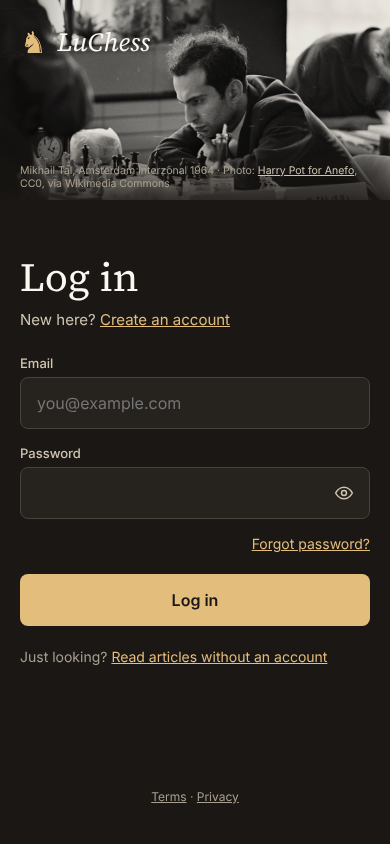 LuChess
Mikhail Tal, Amsterdam Interzonal 1964 · Photo: Harry Pot for Anefo,
CC0, via Wikimedia Commons
Log in
New here? Create an account
Email
you@example.com
Password
Forgot password?
Log in
Just looking? Read articles without an account
Terms · Privacy